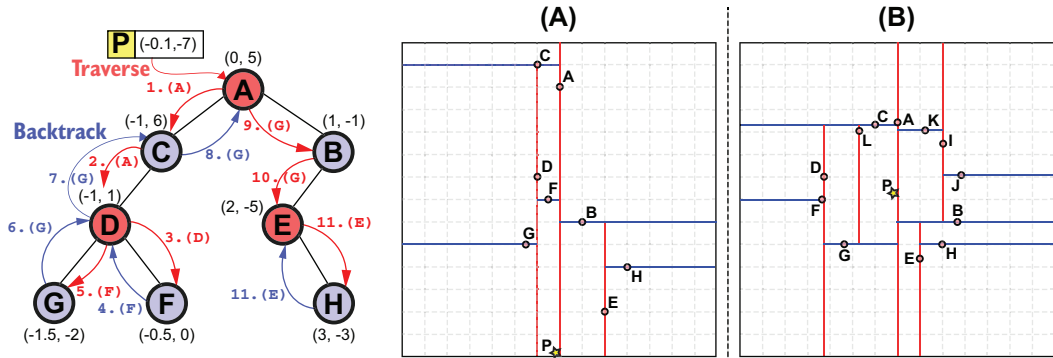 P (-0.1,-7)
Traverse
(0, 5)
A
1.(A)
Backtrack
(-1, 6)
C
9.(G)
8.(G)
(1, -1)
B
2.(A)
7.(G)
10.(G)
(-1, 1)
D
(2, -5)
E
11.(E)
6.(G)
3.(D)
5.(F)
4.(F)
11.(E)
G
F
H
(-1.5, -2)
(-0.5, 0)
(3, -3)
(A)
C
A
D
F
B
G
H
E
P
(B)
C
A
K
L
I
D
P
J
F
B
G
E
H